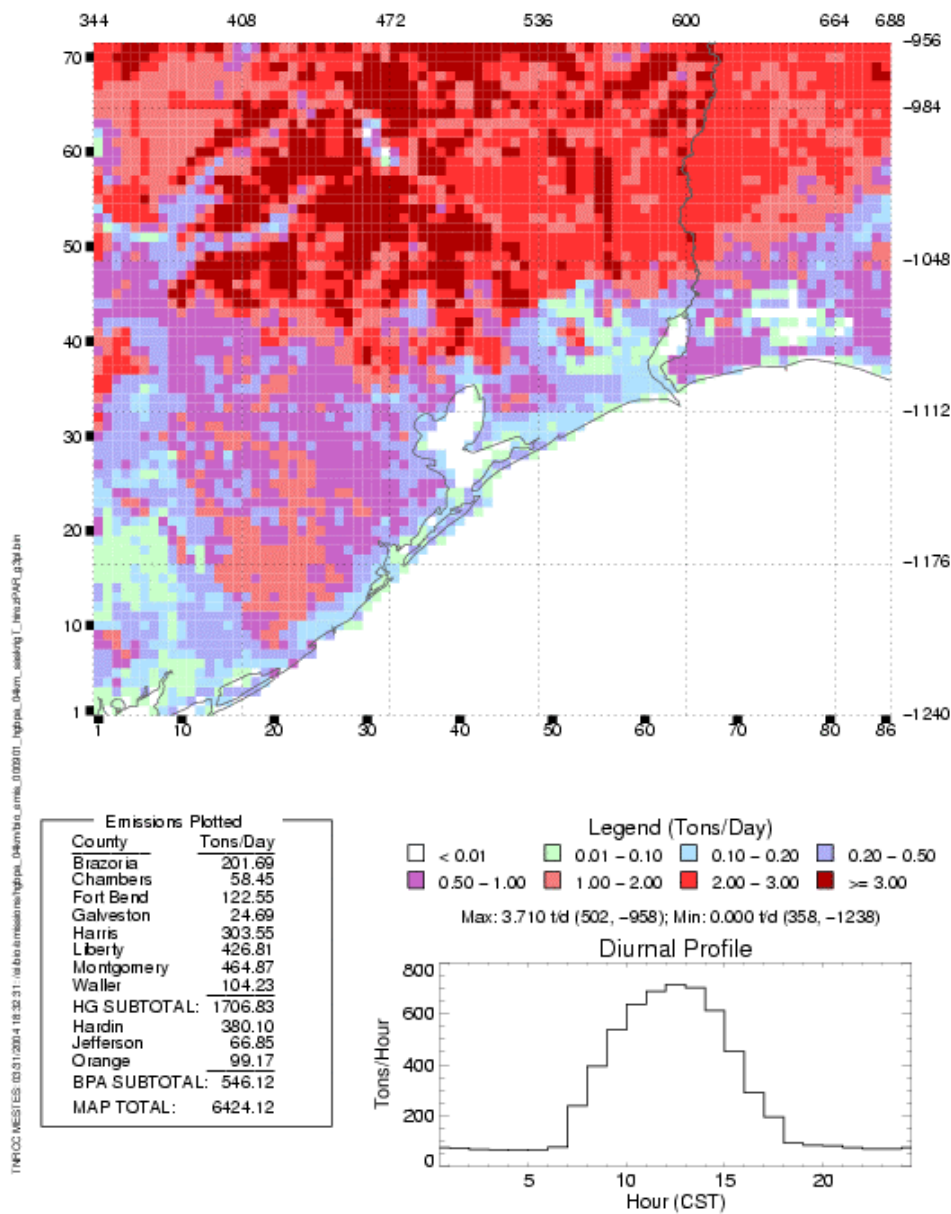 344 408 472 536 600 664 688
70 -956
-984
60
50 -1048
40
-1112
30
20
-1176
10
1 -1240
1 10 20 30 40 50 60 70 80 86
Emissions Plotted
County Tons/Day
Brazoria 201.69
Chambers 58.45
Fort Bend 122.55
Galveston 24.69
Harris 303.55
Liberty 426.81
Montgomery 464.87
Waller 104.23
HG SUBTOTAL: 1706.83
Hardin 380.10
Jefferson 66.85
Orange 99.17
BPA SUBTOTAL: 546.12
MAP TOTAL: 6424.12
Legend (Tons/Day)
< 0.01 0.01 - 0.10 0.10 - 0.20 0.20 - 0.50
0.50 - 1.00 1.00 - 2.00 2.00 - 3.00 >= 3.00
Max: 3.710 t/d (502, -958); Min: 0.000 t/d (358, -1238)
Diurnal Profile
800
600
400
200
0
Tons/Hour
5 10 15 20
Hour (CST)